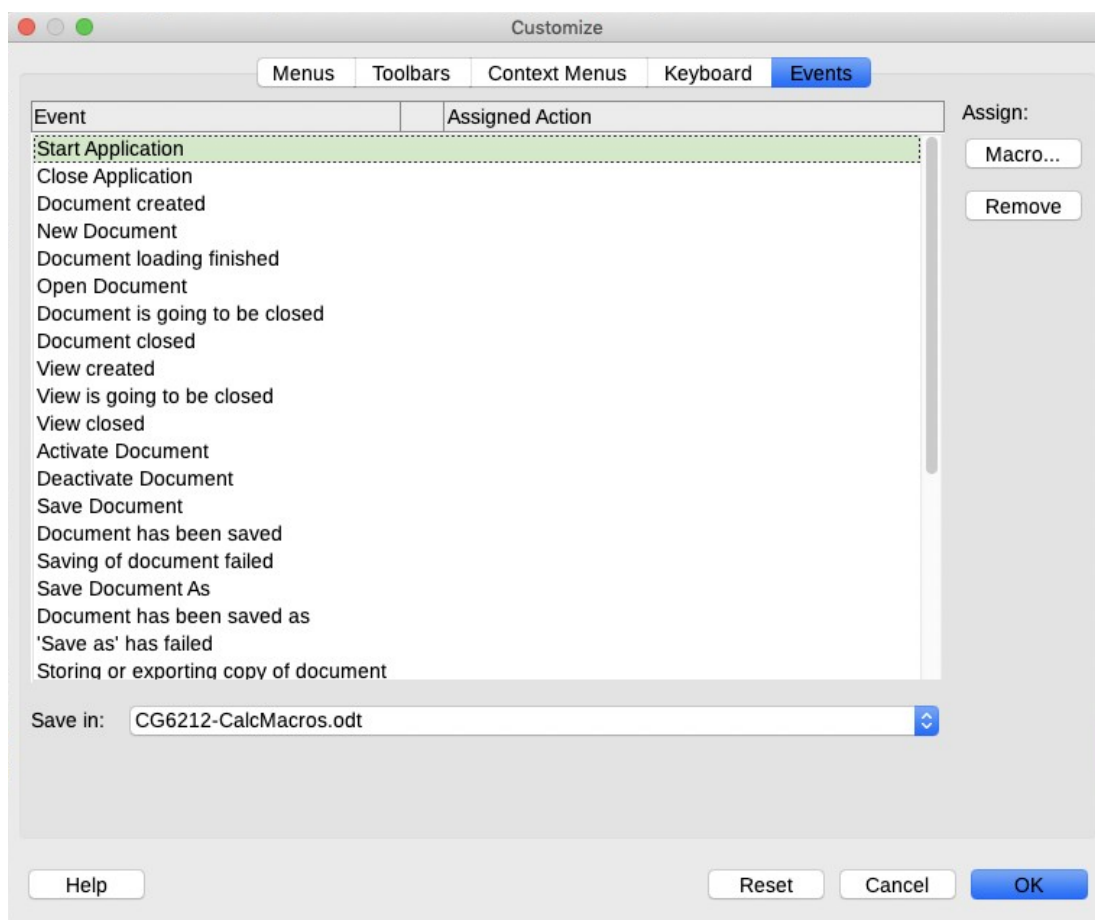 Customize
Menus Toolbars Context Menus Keyboard Events
Event Assigned Action
Assign:
Start Application
Macro...
Close Application
Document created
Remove
New Document
Document loading finished
Open Document
Document is going to be closed
Document closed
View created
View is going to be closed
View closed
Activate Document
Deactivate Document
Save Document
Document has been saved
Saving of document failed
Save Document As
Document has been saved as
'Save as' has failed
Storing or exporting copy of document
Save in: CG6212-CalcMacros.odt
Help Reset Cancel OK